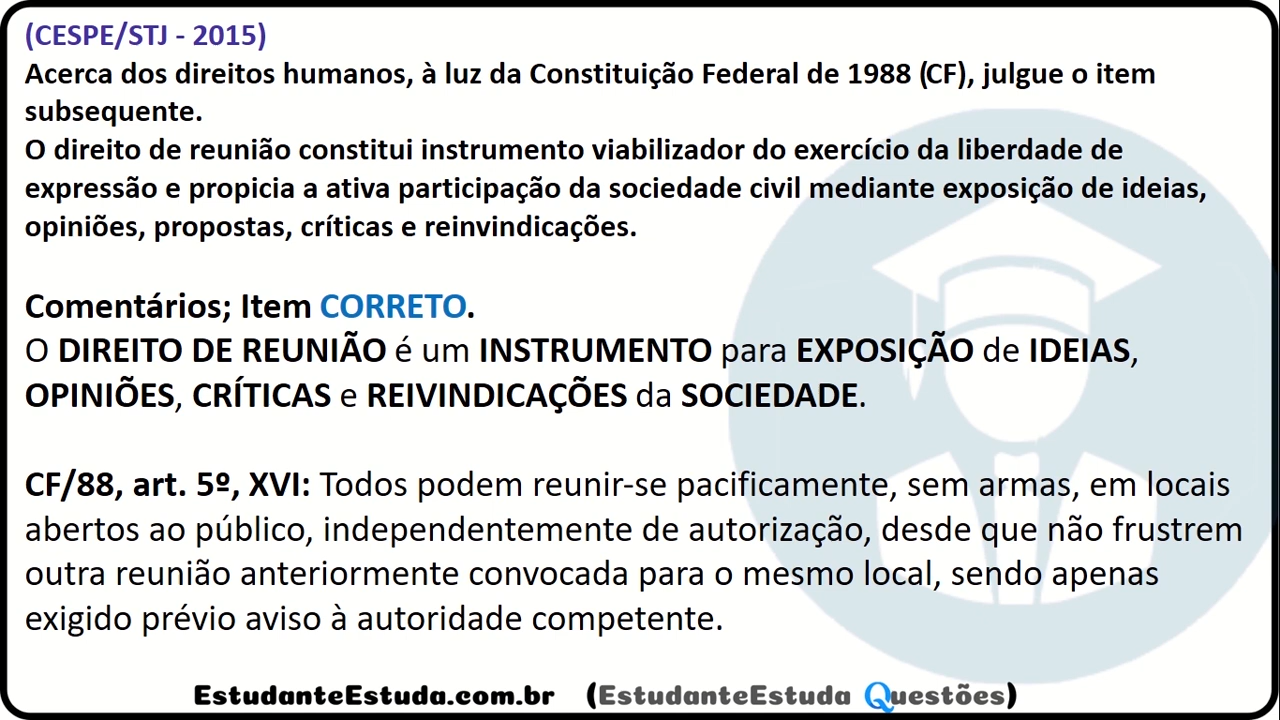 (CESPE/STJ - 2015)
Acerca dos direitos humanos, à luz da Constituição Federal de 1988 (CF), julgue o item
subsequente.
O direito de reunião constitui instrumento viabilizador do exercício da liberdade de
expressão e propicia a ativa participação da sociedade civil mediante exposição de ideias,
opiniões, propostas, críticas e reinvindicações.
Comentários; Item CORRETO.
O DIREITO DE REUNIÃO é um INSTRUMENTO para EXPOSIÇÃO de IDEIAS,
OPINIÕES, CRÍTICAS e REIVINDICAÇÕES da SOCIEDADE.
CF/88, art. 5º, XVI: Todos podem reunir-se pacificamente, sem armas, em locais
abertos ao público, independentemente de autorização, desde que não frustrem
outra reunião anteriormente convocada para o mesmo local, sendo apenas
exigido prévio aviso à autoridade competente.
EstudanteEstuda.com.br (EstudanteEstuda Questões)